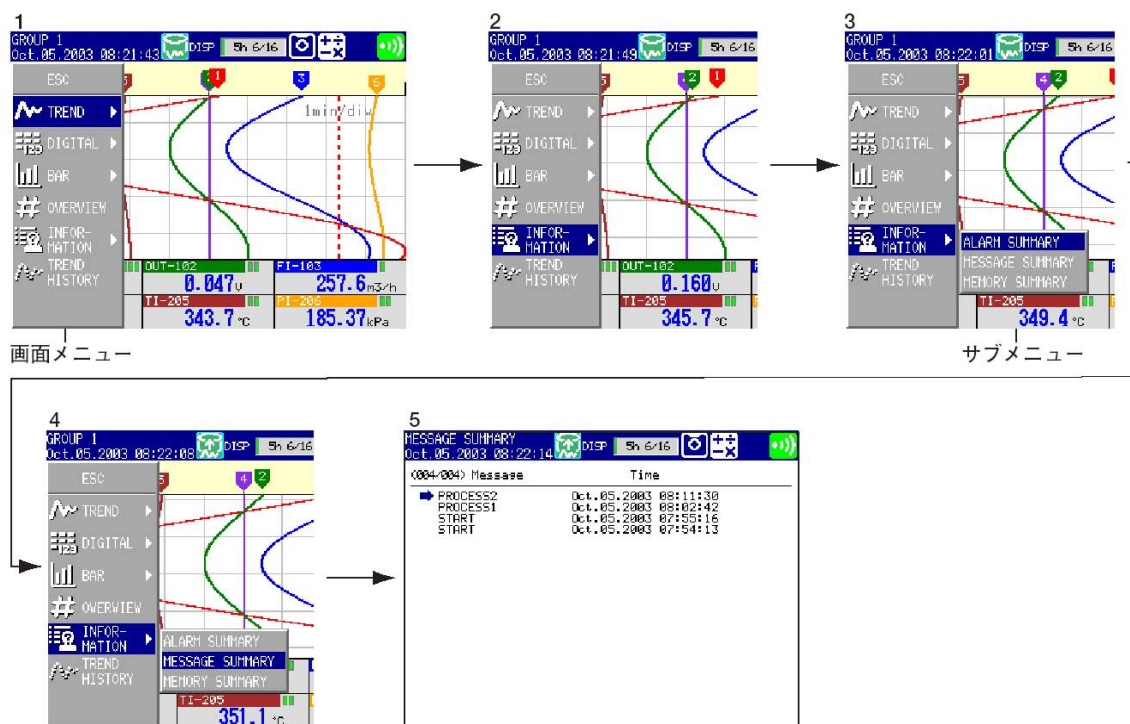 1
GROUP 1
Oct.05.2003 08:21:43 DISP 5h 6/16
ESC
TREND
DIGITAL
BAR
OVERVIEW
INFOR-
MATION
TREND
HISTORY
1 3 6
1min/div
OUT-102 FI-103
0.047V 257.6m3/h
TI-205 PI-206
343.7℃ 185.37kPa
画面メニュー
2
GROUP 1
Oct.05.2003 08:21:49 DISP 5h 6/16
ESC
TREND
DIGITAL
BAR
OVERVIEW
INFOR-
MATION
TREND
HISTORY
2 1
OUT-102
0.160V
TI-205
345.7℃
3
GROUP 1
Oct.05.2003 08:22:01 DISP 5h 6/16
ESC
TREND
DIGITAL
BAR
OVERVIEW
INFOR-
MATION
TREND
HISTORY
4 2
ALARM SUMMARY
MESSAGE SUMMARY
MEMORY SUMMARY
TI-205
349.4℃
サブメニュー
4
GROUP 1
Oct.05.2003 08:22:08 DISP 5h 6/16
ESC
TREND
DIGITAL
BAR
OVERVIEW
INFOR-
MATION
TREND
HISTORY
4 2
ALARM SUMMARY
MESSAGE SUMMARY
MEMORY SUMMARY
TI-205
351.1℃
5
MESSAGE SUMMARY
Oct.05.2003 08:22:14 DISP 5h 6/16
(004/004) Message Time
PROCESS2 Oct.05.2003 08:11:30
PROCESS1 Oct.05.2003 08:02:42
START Oct.05.2003 07:55:16
START Oct.05.2003 07:54:13